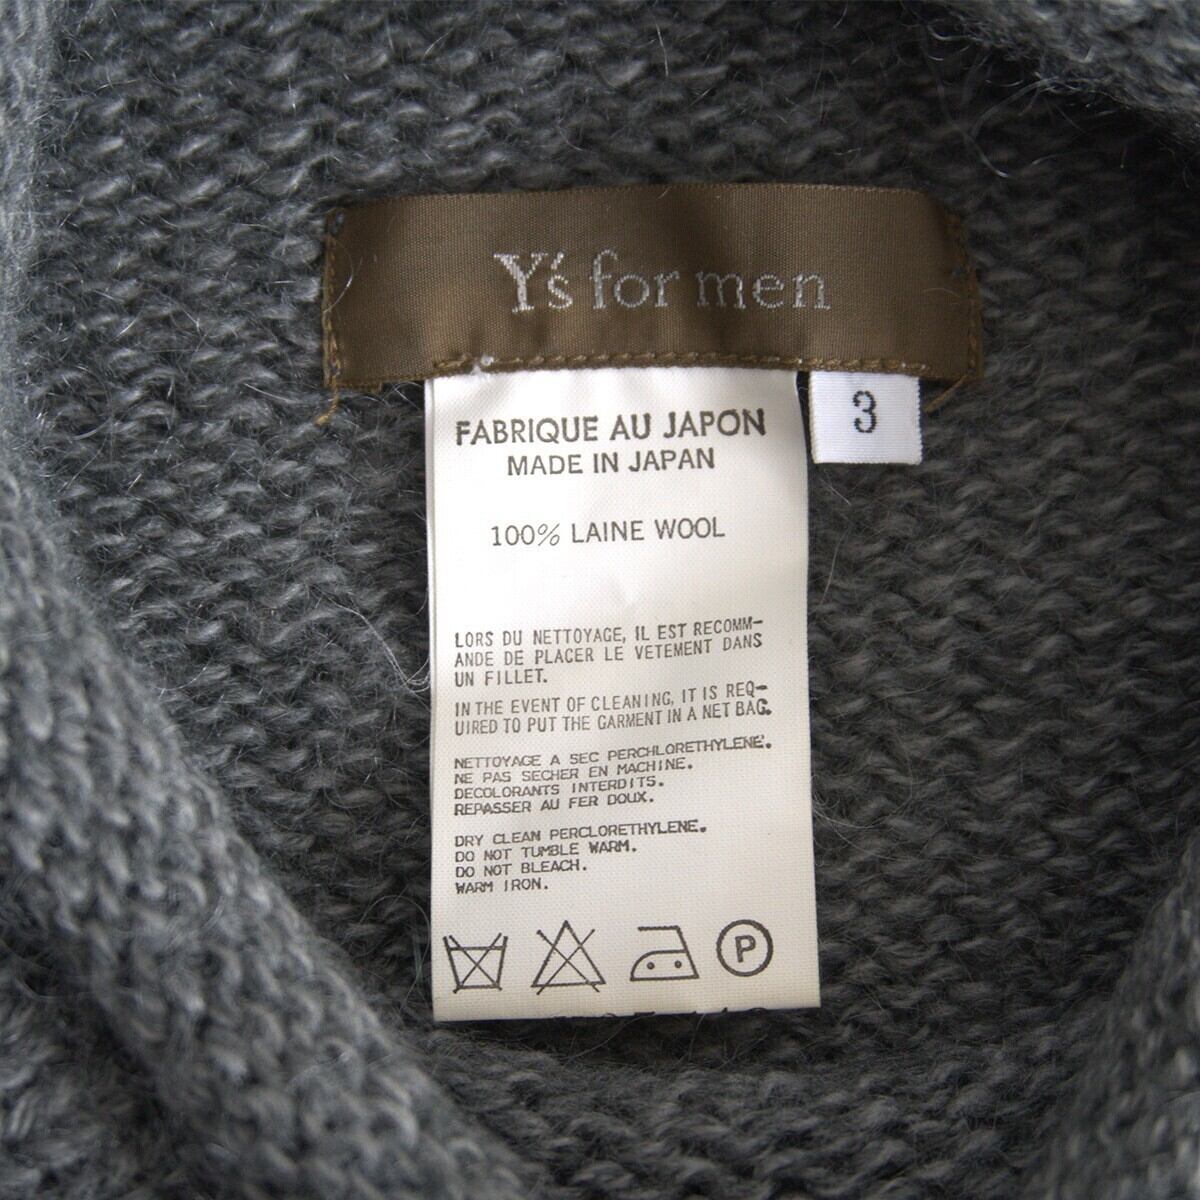 Y's for men
3
FABRIQUE AU JAPON
MADE IN JAPAN
100% LAINE WOOL
LORS DU NETTOYAGE, IL EST RECOMM-
ANDE DE PLACER LE VETEMENT DANS
UN FILLET.
IN THE EVENT OF CLEANING, IT IS REQ-
UIRED TO PUT THE GARMENT IN A NET BAG.
NETTOYAGE A SEC PERCHLORETHYLENE.
NE PAS SECHER EN MACHINE.
DECOLORANTS INTERDITS.
REPASSER AU FER DOUX.
DRY CLEAN PERCLORETHYLENE.
DO NOT TUMBLE WARM.
DO NOT BLEACH.
WARM IRON.
P